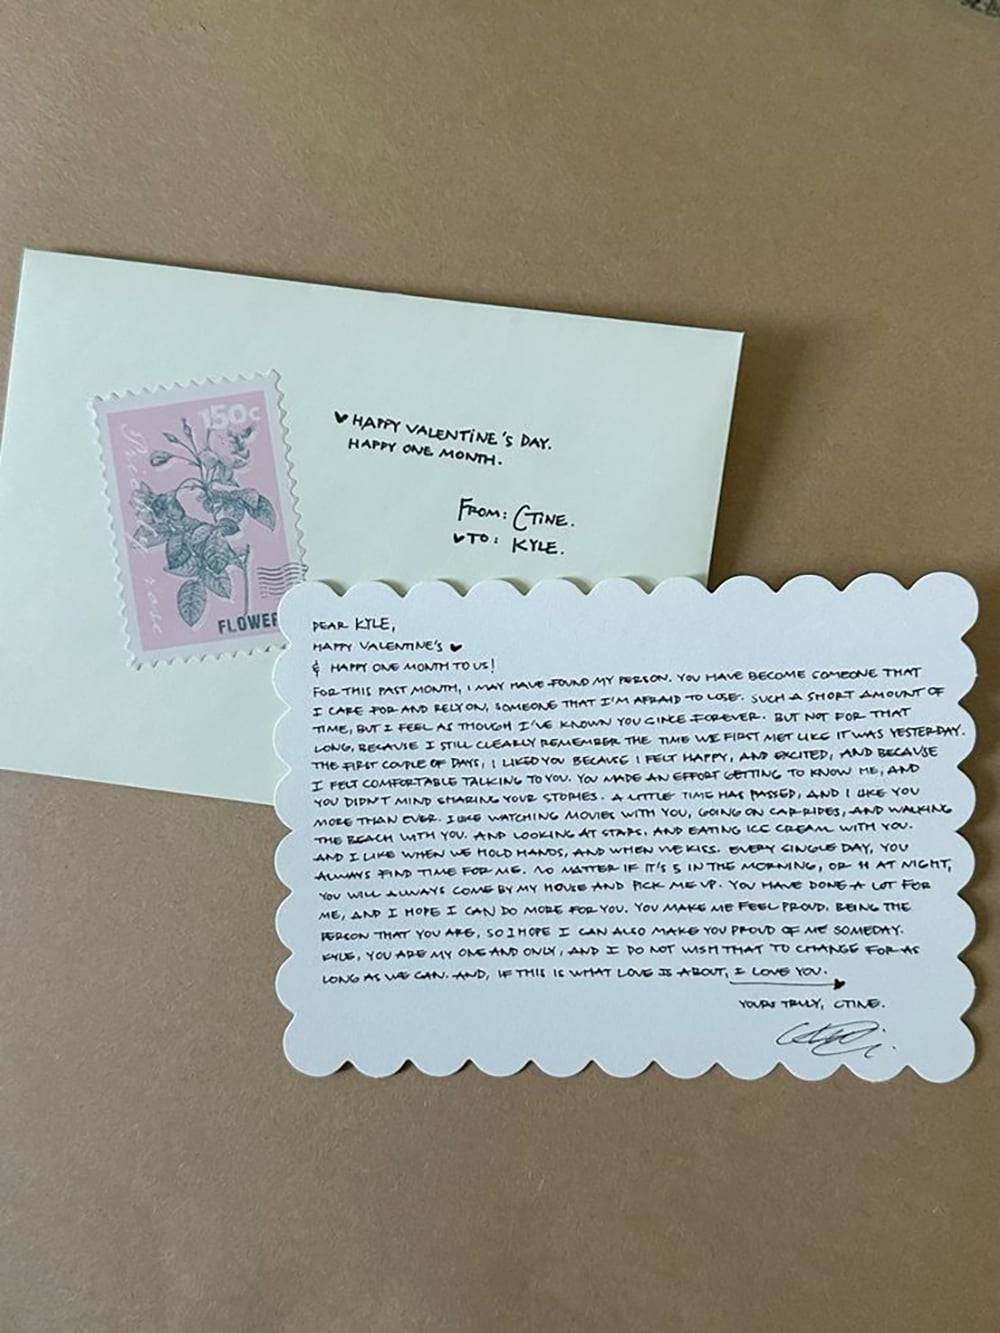 150c
FLOWER
♥ HAPPY VALENTINE'S DAY.
HAPPY ONE MONTH.
FROM: CTINE.
♥TO: KYLE.
DEAR KYLE,
HAPPY VALENTINE'S ♥
& HAPPY ONE MONTH TO US!
FOR THIS PAST MONTH, I MAY HAVE FOUND MY PERSON. YOU HAVE BECOME SOMEONE THAT
I CARE FOR AND RELY ON, SOMEONE THAT I'M AFRAID TO LOSE. SUCH A SHORT AMOUNT OF
TIME, BUT I FEEL AS THOUGH I'VE KNOWN YOU SINCE FOREVER. BUT NOT FOR THAT
LONG, BECAUSE I STILL CLEARLY REMEMBER THE TIME WE FIRST MET LIKE IT WAS YESTERDAY.
THE FIRST COUPLE OF DAYS, I LIKED YOU BECAUSE I FELT HAPPY, AND EXCITED, AND BECAUSE
I FELT COMFORTABLE TALKING TO YOU. YOU MADE AN EFFORT GETTING TO KNOW ME, AND
YOU DIDN'T MIND SHARING YOUR STORIES. A LITTLE TIME HAS PASSED, AND I LIKE YOU
MORE THAN EVER. I LIKE WATCHING MOVIES WITH YOU, GOING ON CAR RIDES, AND WALKING
THE BEACH WITH YOU. AND LOOKING AT STARS, AND EATING ICE CREAM WITH YOU.
AND I LIKE WHEN WE HOLD HANDS, AND WHEN WE KISS. EVERY SINGLE DAY, YOU
ALWAYS FIND TIME FOR ME. NO MATTER IF IT'S 5 IN THE MORNING, OR 11 AT NIGHT,
YOU WILL ALWAYS COME BY MY HOUSE AND PICK ME UP. YOU HAVE DONE A LOT FOR
ME, AND I HOPE I CAN DO MORE FOR YOU. YOU MAKE ME FEEL PROUD. BEING THE
PERSON THAT YOU ARE, SO I HOPE I CAN ALSO MAKE YOU PROUD OF ME SOMEDAY.
KYLE, YOU ARE MY ONE AND ONLY, AND I DO NOT WISH THAT TO CHANGE FOR AS
LONG AS WE CAN. AND, IF THIS IS WHAT LOVE IS ABOUT, I LOVE YOU.
YOURS TRULY, CTINE.